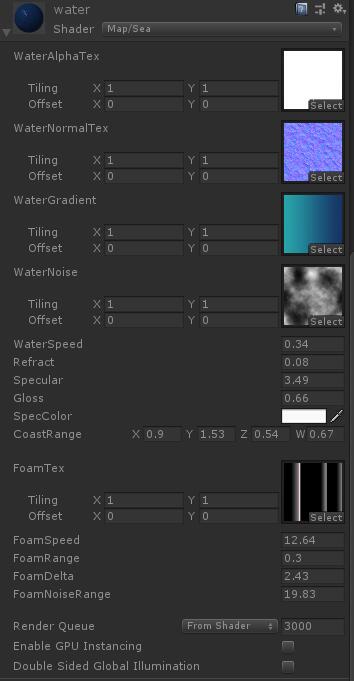 water
Shader Map/Sea
WaterAlphaTex
Tiling X 1 Y 1
Offset X 0 Y 0
Select
WaterNormalTex
Tiling X 1 Y 1
Offset X 0 Y 0
Select
WaterGradient
Tiling X 1 Y 1
Offset X 0 Y 0
Select
WaterNoise
Tiling X 1 Y 1
Offset X 0 Y 0
Select
WaterSpeed 0.34
Refract 0.08
Specular 3.49
Gloss 0.66
SpecColor
CoastRange X 0.9 Y 1.53 Z 0.54 W 0.67
FoamTex
Tiling X 1 Y 1
Offset X 0 Y 0
Select
FoamSpeed 12.64
FoamRange 0.3
FoamDelta 2.43
FoamNoiseRange 19.83
Render Queue From Shader 3000
Enable GPU Instancing
Double Sided Global Illumination